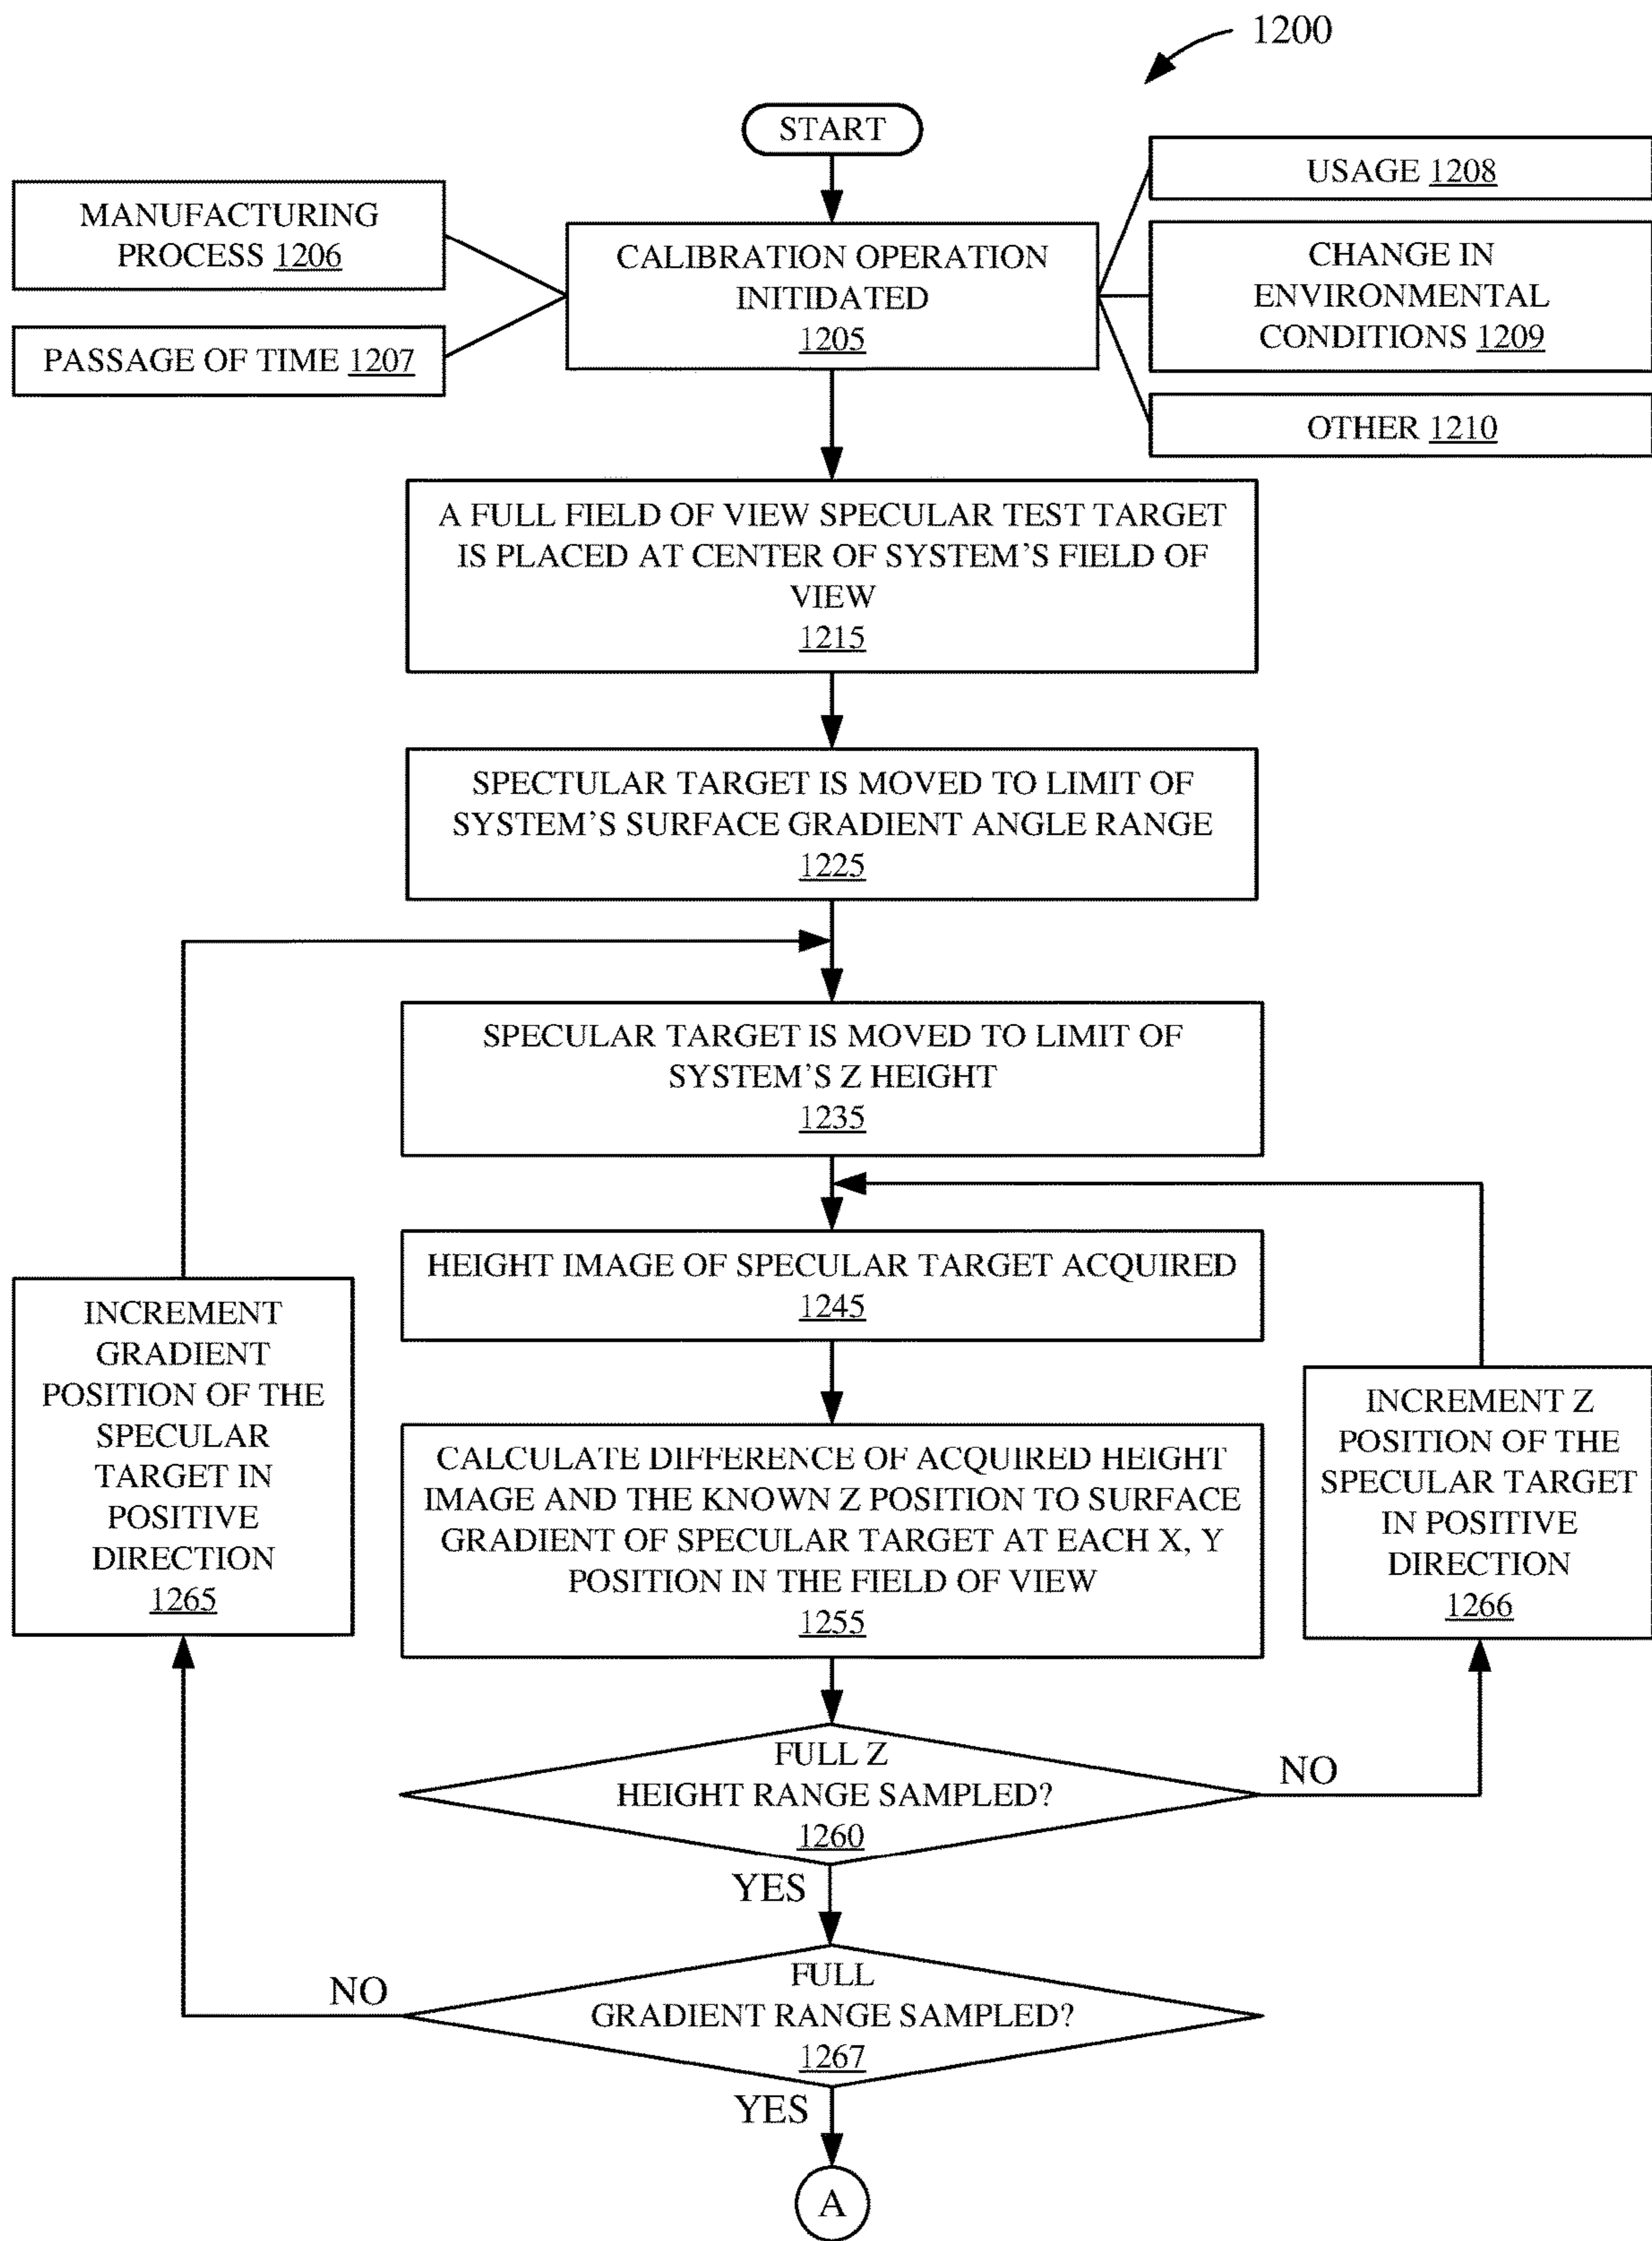 1200
START
MANUFACTURING
PROCESS 1206
PASSAGE OF TIME 1207
CALIBRATION OPERATION
INITIDATED
1205
USAGE 1208
CHANGE IN
ENVIRONMENTAL
CONDITIONS 1209
OTHER 1210
A FULL FIELD OF VIEW SPECULAR TEST TARGET
IS PLACED AT CENTER OF SYSTEM'S FIELD OF
VIEW
1215
SPECTULAR TARGET IS MOVED TO LIMIT OF
SYSTEM'S SURFACE GRADIENT ANGLE RANGE
1225
SPECULAR TARGET IS MOVED TO LIMIT OF
SYSTEM'S Z HEIGHT
1235
HEIGHT IMAGE OF SPECULAR TARGET ACQUIRED
1245
INCREMENT
GRADIENT
POSITION OF THE
SPECULAR
TARGET IN
POSITIVE
DIRECTION
1265
CALCULATE DIFFERENCE OF ACQUIRED HEIGHT
IMAGE AND THE KNOWN Z POSITION TO SURFACE
GRADIENT OF SPECULAR TARGET AT EACH X, Y
POSITION IN THE FIELD OF VIEW
1255
INCREMENT Z
POSITION OF THE
SPECULAR TARGET
IN POSITIVE
DIRECTION
1266
FULL Z
HEIGHT RANGE SAMPLED?
1260
NO
YES
FULL
GRADIENT RANGE SAMPLED?
1267
NO
YES
A